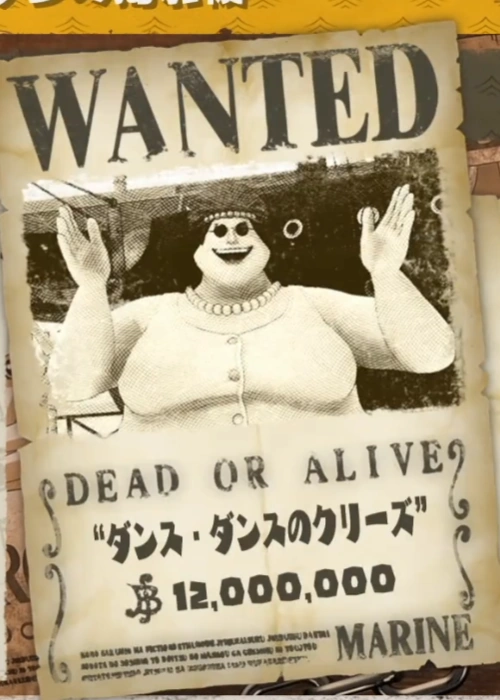 WANTED
DEAD OR ALIVE
“ダンス・ダンスのクリーズ”
฿ 12,000,000
MARINE